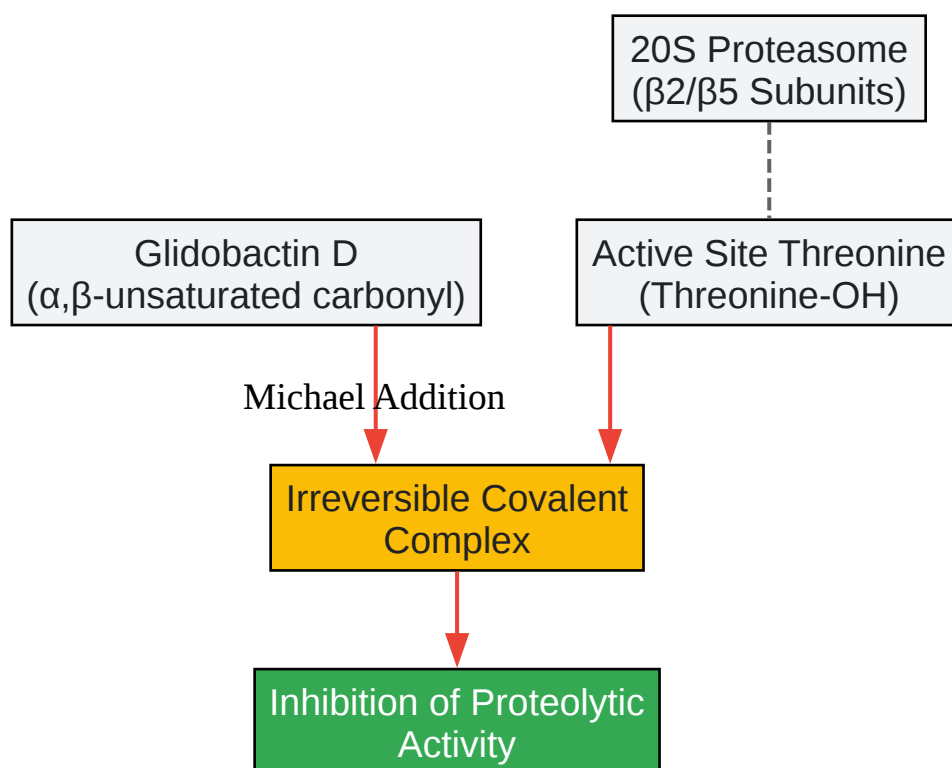 20S Proteasome
(β2/β5 Subunits)
Glidobactin D
(α,β-unsaturated carbonyl)
Active Site Threonine
(Threonine-OH)
Michael Addition
Irreversible Covalent
Complex
Inhibition of Proteolytic
Activity